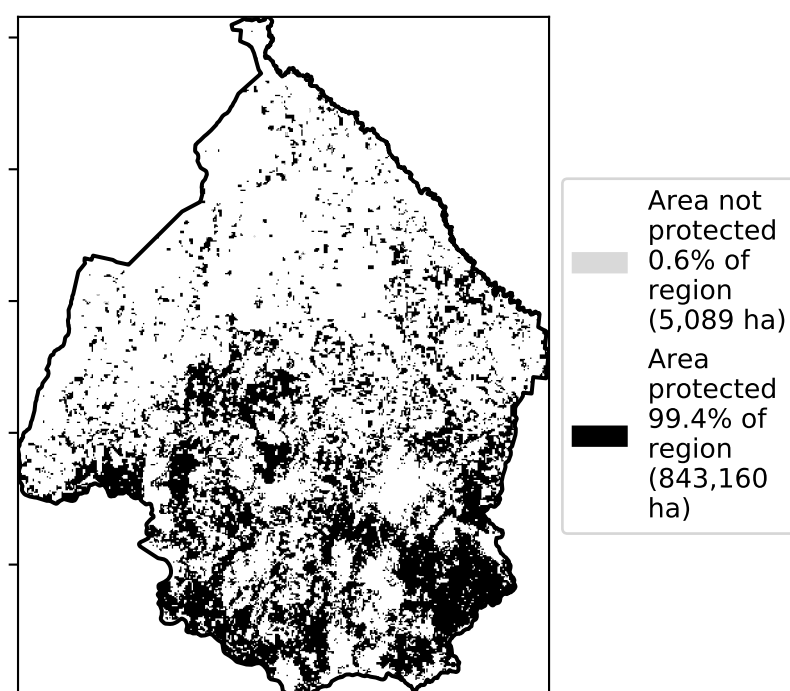 Area not
protected
0.6% of
region
(5,089 ha)
Area
protected
99.4% of
region
(843,160
ha)